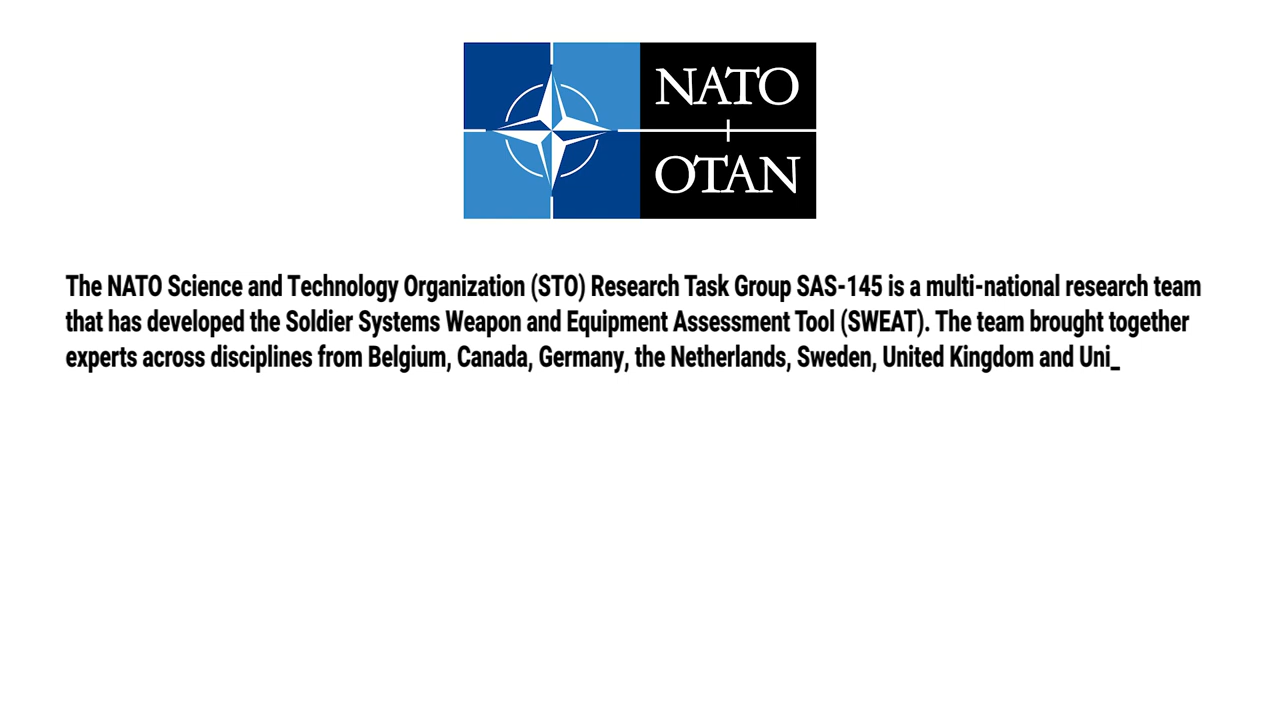 NATO
OTAN
The NATO Science and Technology Organization (STO) Research Task Group SAS-145 is a multi-national research team
that has developed the Soldier Systems Weapon and Equipment Assessment Tool (SWEAT). The team brought together
experts across disciplines from Belgium, Canada, Germany, the Netherlands, Sweden, United Kingdom and Uni_